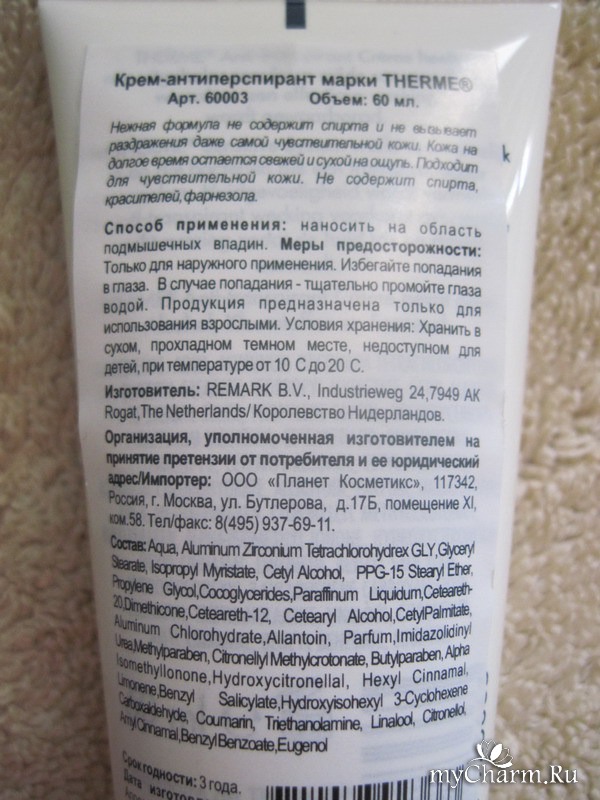 Крем-антиперспирант марки THERME®
Арт. 60003 Объем: 60 мл.
Нежная формула не содержит спирта и не вызывает
раздражения даже самой чувствительной кожи. Кожа на
долгое время остается свежей и сухой на ощупь. Подходит
для чувствительной кожи. Не содержит спирта,
красителей, фарнезола.
Способ применения: наносить на область
подмышечных впадин. Меры предосторожности:
Только для наружного применения. Избегайте попадания
в глаза. В случае попадания - тщательно промойте глаза
водой. Продукция предназначена только для
использования взрослыми. Условия хранения: Хранить в
сухом, прохладном темном месте, недоступном для
детей, при температуре от 10 С до 20 С.
Изготовитель: REMARK B.V., Industrieweg 24,7949 AK
Rogat,The Netherlands/ Королевство Нидерландов.
Организация, уполномоченная изготовителем на
принятие претензии от потребителя и ее юридический
адрес/Импортер: ООО «Планет Косметикс», 117342,
Россия, г. Москва, ул. Бутлерова, д.17Б, помещение XI,
ком.58. Тел/факс: 8(495) 937-69-11.
Состав: Aqua, Aluminum Zirconium Tetrachlorohydrex GLY,Glyceryl
Stearate, Isopropyl Myristate, Cetyl Alcohol, PPG-15 Stearyl Ether,
Propylene Glycol,Cocoglycerides,Paraffinum Liquidum,Ceteareth-
20,Dimethicone,Ceteareth-12, Cetearyl Alcohol,CetylPalmitate,
Aluminum Chlorohydrate,Allantoin, Parfum,Imidazolidinyl
Urea,Methylparaben, Citronellyl Methylcrotonate, Butylparaben, Alpha
Isomethyllonone,Hydroxycitronellal, Hexyl Cinnamal,
Limonene,Benzyl Salicylate,Hydroxyisohexyl 3-Cyclohexene
Carboxaldehyde, Coumarin, Triethanolamine, Linalool, Citronellol,
Amyl Cinnamal,Benzyl Benzoate,Eugenol
Срок годности: 3 года.
Дата изготов
myCharm.Ru